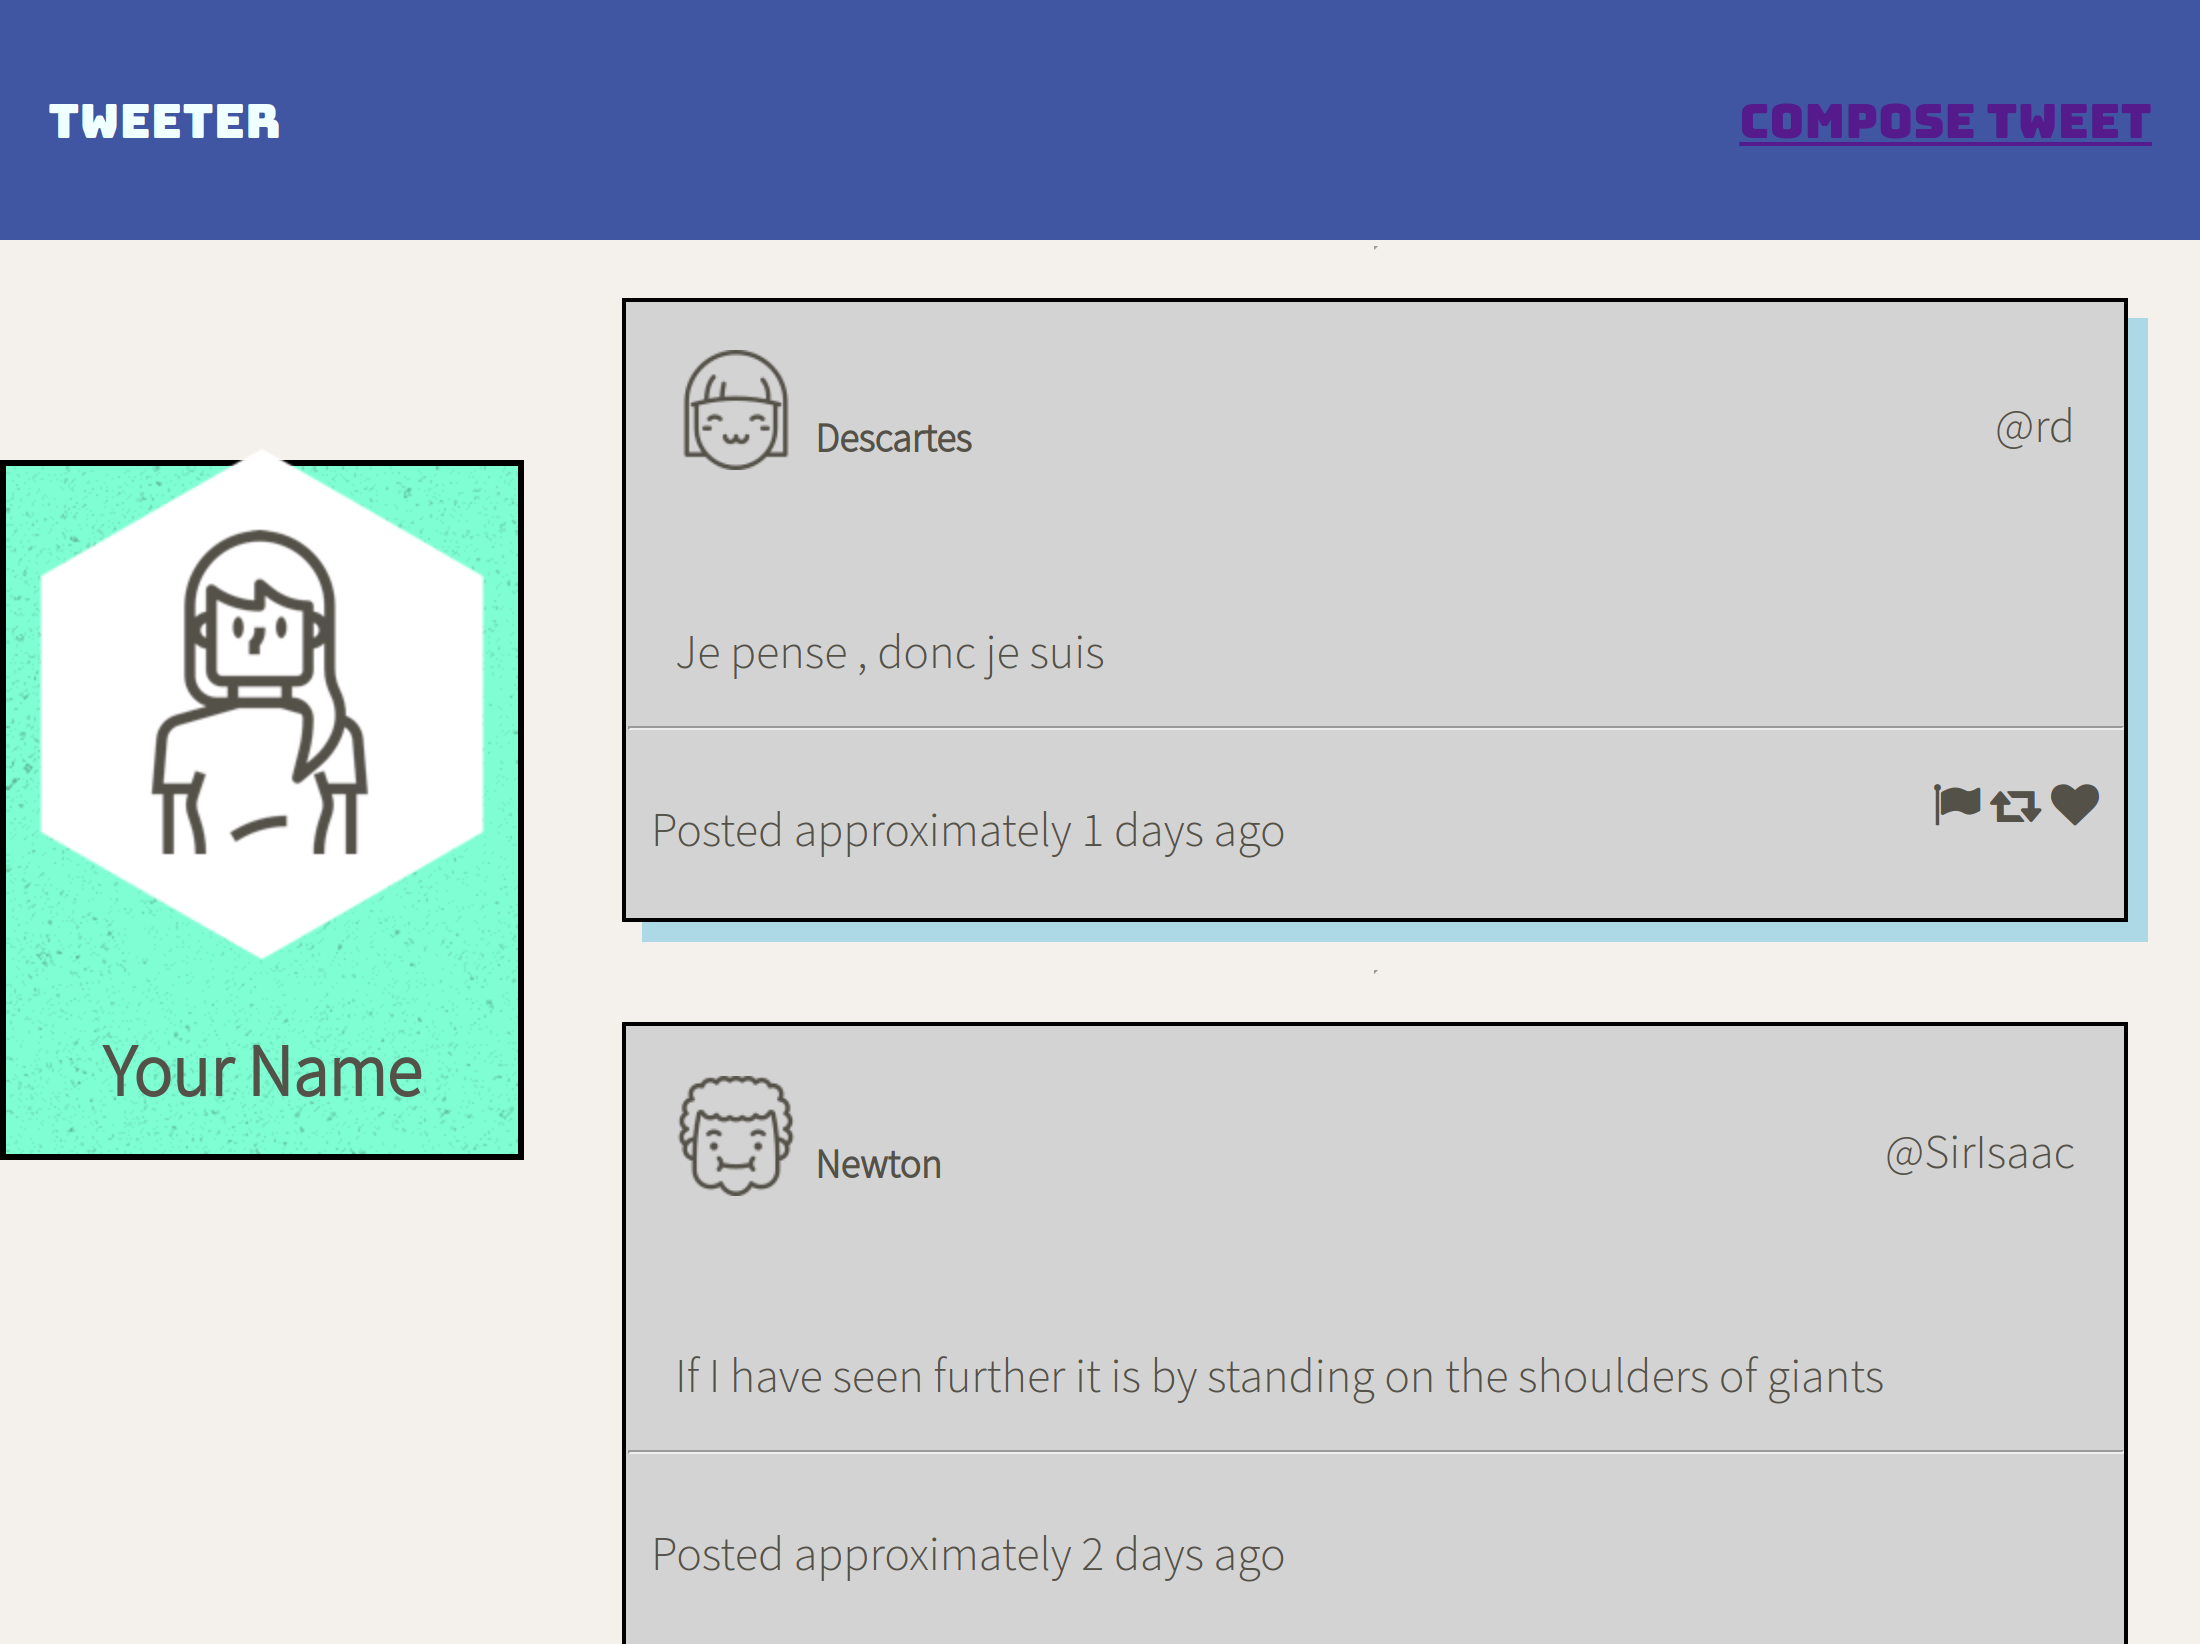 TWEETER
COMPOSE TWEET
Your Name
Descartes
@rd
Je pense , donc je suis
Posted approximately 1 days ago
Newton
@SirIsaac
If I have seen further it is by standing on the shoulders of giants
Posted approximately 2 days ago